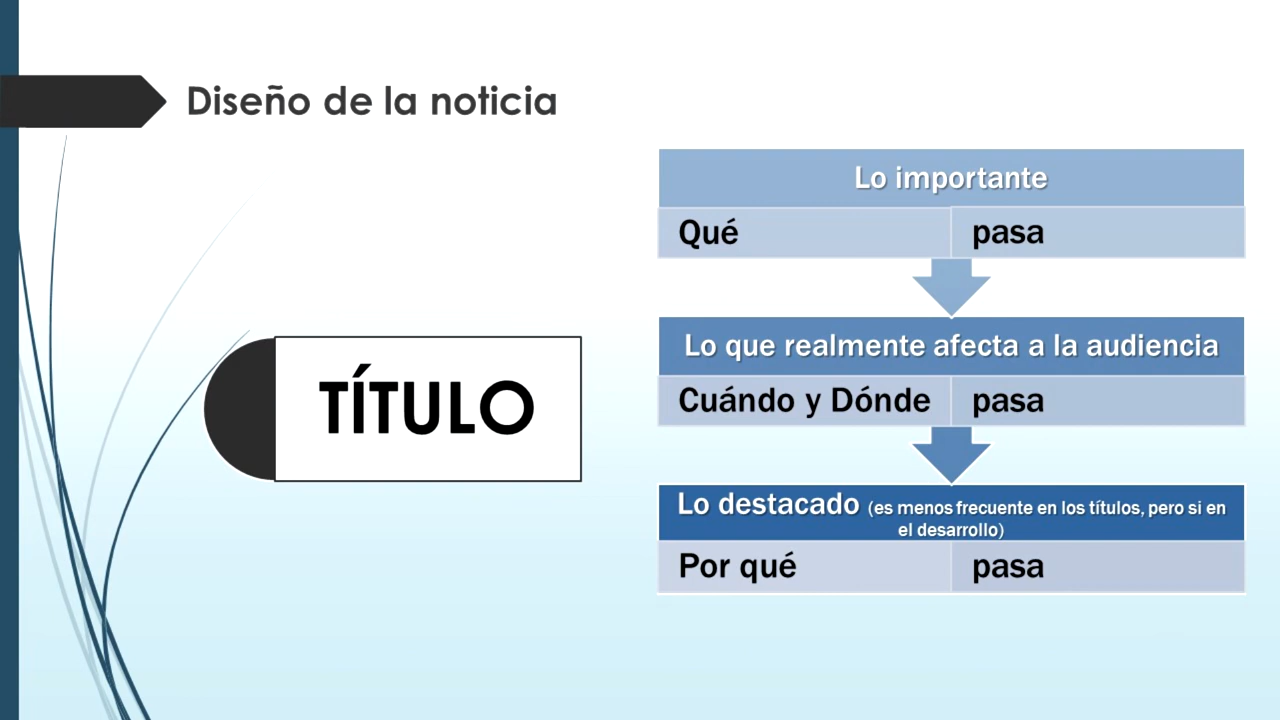 Diseño de la noticia
TÍTULO
Lo importante
Qué pasa
Lo que realmente afecta a la audiencia
Cuándo y Dónde pasa
Lo destacado (es menos frecuente en los títulos, pero si en
el desarrollo)
Por qué pasa